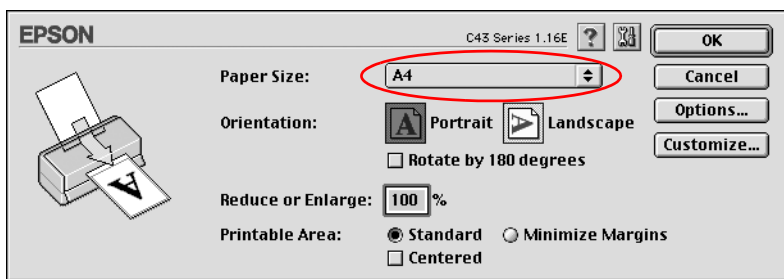 EPSON
C43 Series 1.16E
?
OK
Paper Size:
A4
Cancel
Options...
Orientation:
A Portrait
A Landscape
Customize...
Rotate by 180 degrees
A
Reduce or Enlarge:
100 %
Printable Area:
Standard
Minimize Margins
Centered